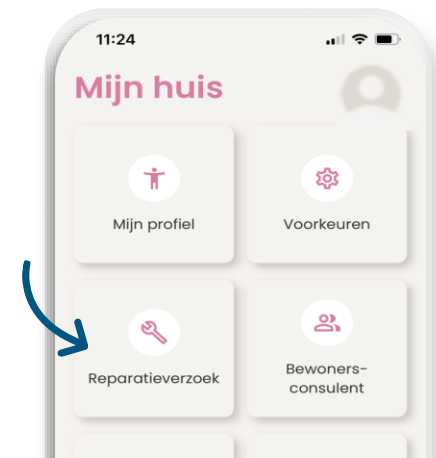 11:24
Mijn huis
Mijn profiel
Voorkeuren
Reparatieverzoek
Bewoners-
consulent